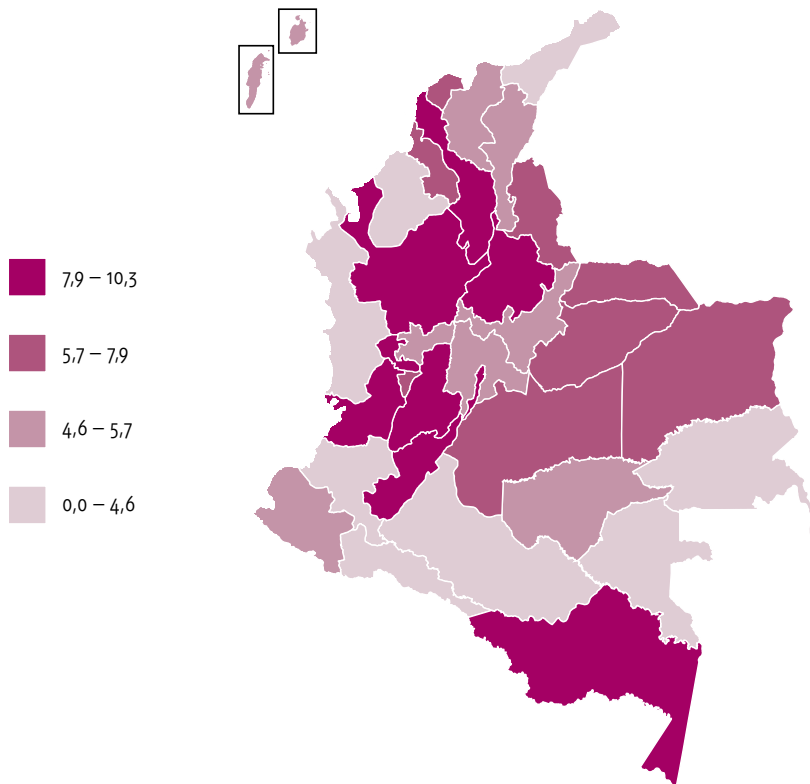 7,9 – 10,3
5,7 – 7,9
4,6 – 5,7
0,0 – 4,6